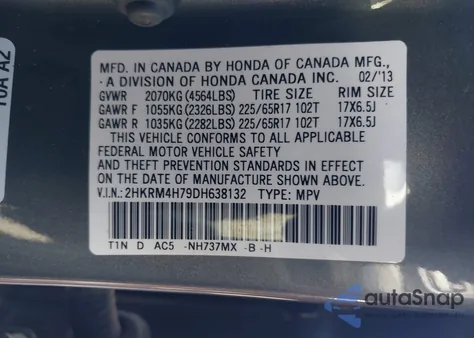 10A A2
MFD. IN CANADA BY HONDA OF CANADA MFG.,
A DIVISION OF HONDA CANADA INC. 02/'13
GVWR 2070KG (4564LBS) TIRE SIZE RIM SIZE
GAWR F 1055KG (2326LBS) 225/65R17 102T 17X6.5J
GAWR R 1035KG (2282LBS) 225/65R17 102T 17X6.5J
THIS VEHICLE CONFORMS TO ALL APPLICABLE
FEDERAL MOTOR VEHICLE SAFETY
AND THEFT PREVENTION STANDARDS IN EFFECT
ON THE DATE OF MANUFACTURE SHOWN ABOVE.
V.I.N.: 2HKRM4H79DH638132 TYPE: MPV
T1N D AC5 -NH737MX -B -H
autaSnap